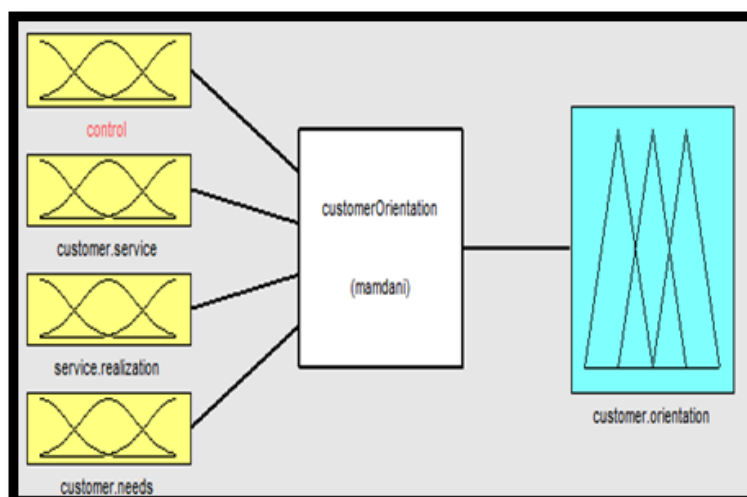 control
customer.service
service.realization
customer.needs
customerOrientation
(mamdani)
customer.orientation